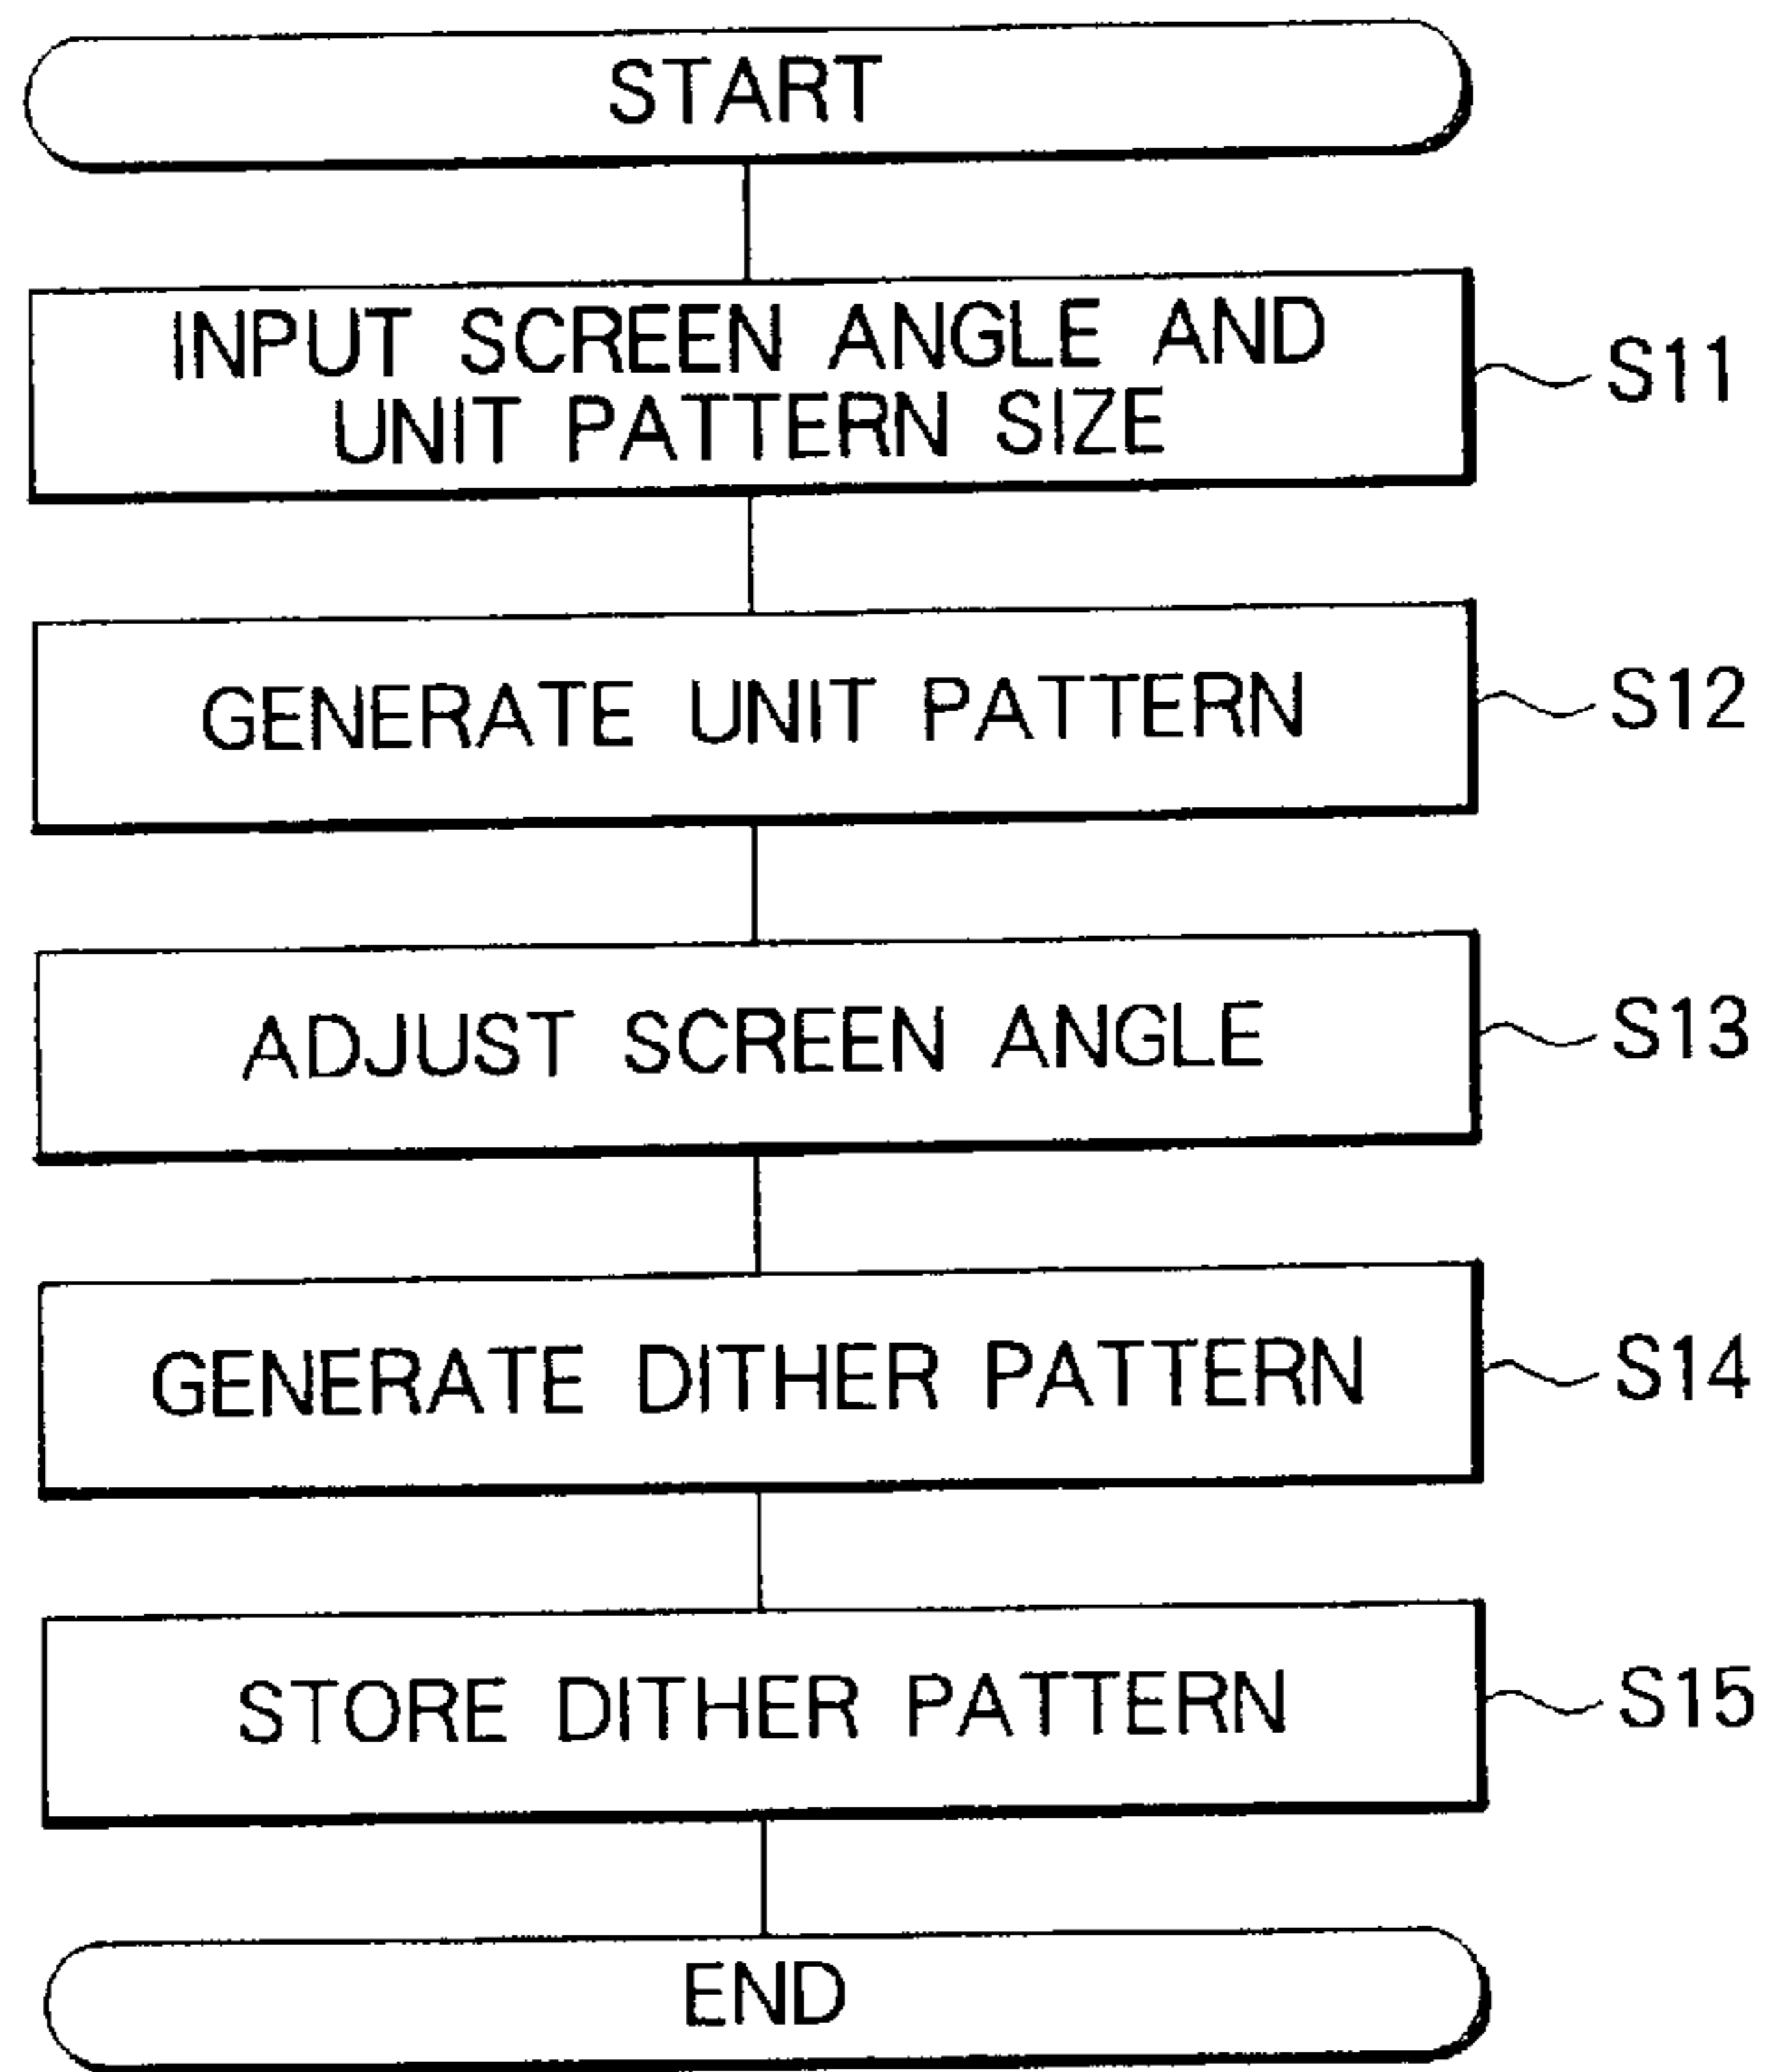 START
INPUT SCREEN ANGLE AND
UNIT PATTERN SIZE
S11
GENERATE UNIT PATTERN
S12
ADJUST SCREEN ANGLE
S13
GENERATE DITHER PATTERN
S14
STORE DITHER PATTERN
S15
END